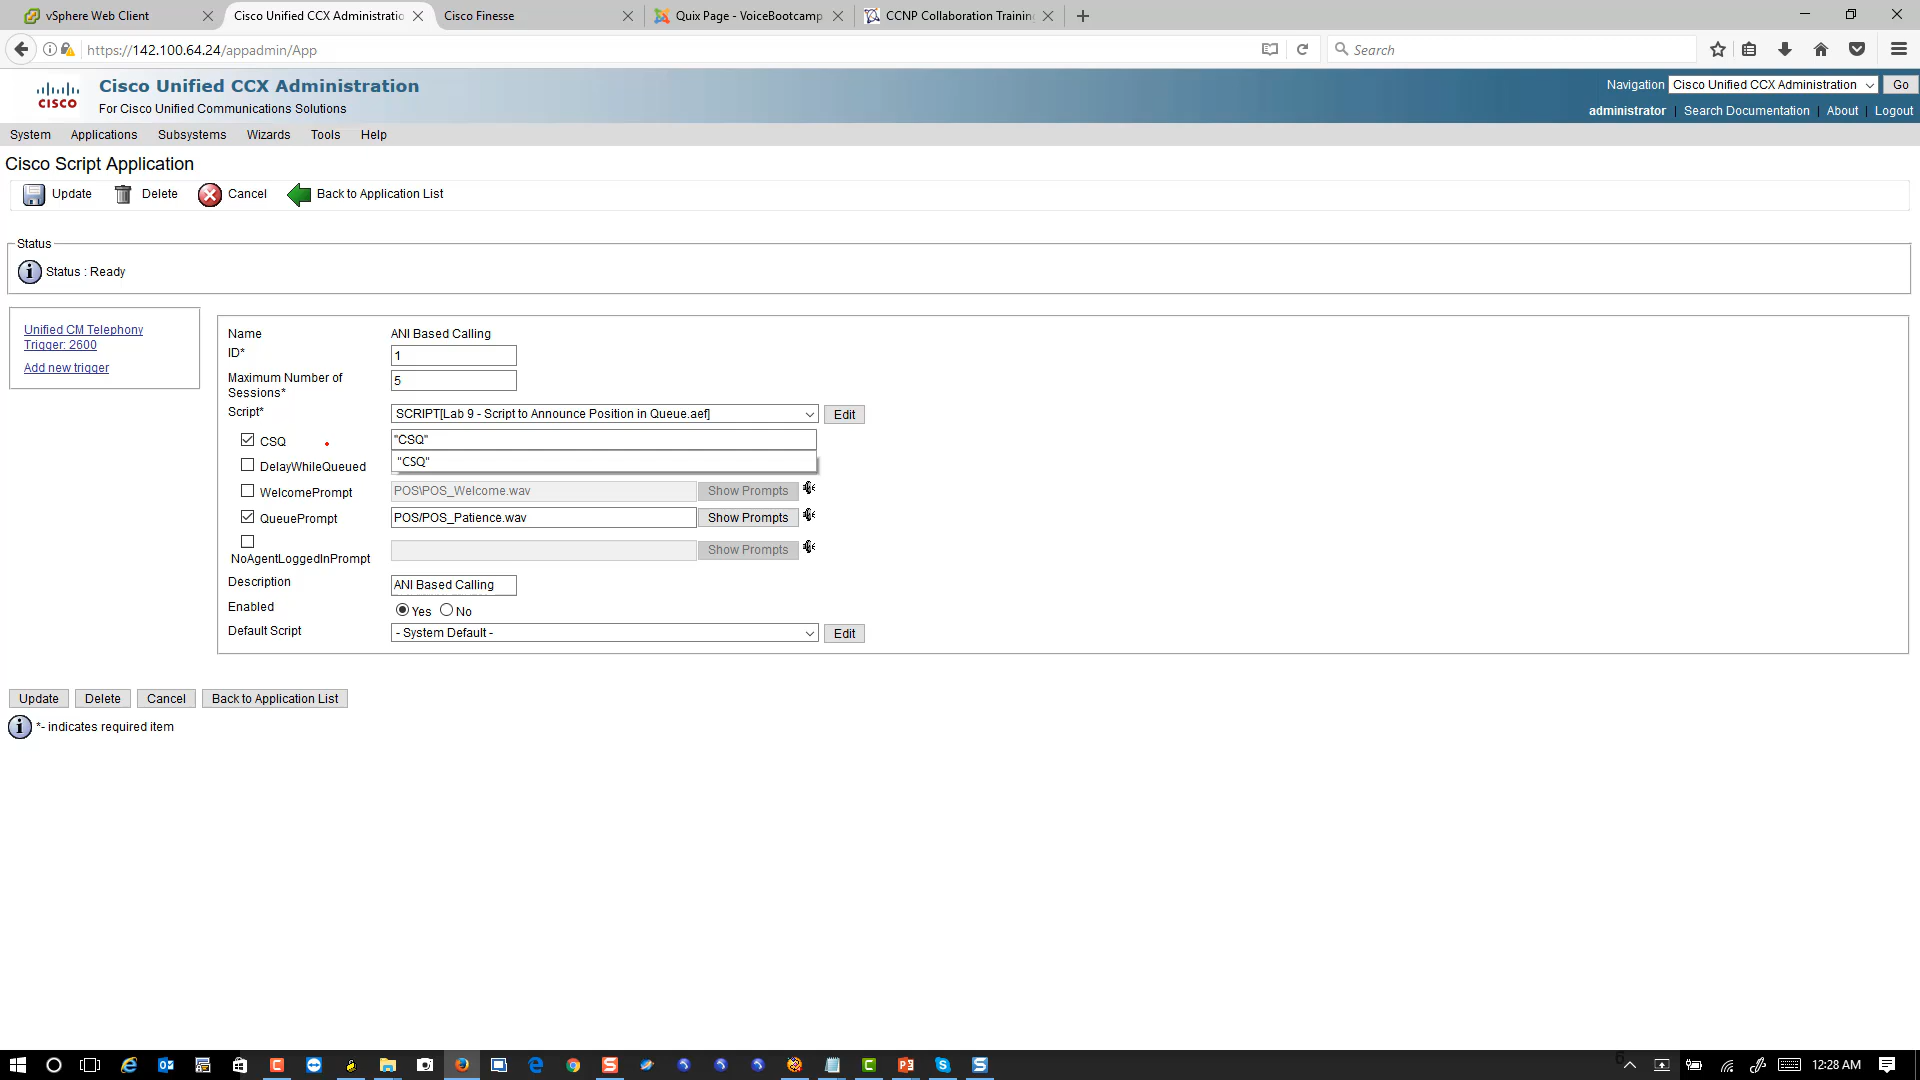 vSphere Web Client
Cisco Unified CCX Administratio
Cisco Finesse
Quix Page - VoiceBootcamp
CCNP Collaboration Trainin
https://142.100.64.24/appadmin/App
Search
CISCO
Cisco Unified CCX Administration
For Cisco Unified Communications Solutions
Navigation Cisco Unified CCX Administration Go
administrator | Search Documentation | About | Logout
System Applications Subsystems Wizards Tools Help
Cisco Script Application
Update Delete Cancel Back to Application List
Status
Status : Ready
Unified CM Telephony
Trigger: 2600
Add new trigger
Name ANI Based Calling
ID* 1
Maximum Number of
Sessions* 5
Script* SCRIPT[Lab 9 - Script to Announce Position in Queue.aef] Edit
CSQ "CSQ"
"CSQ"
DelayWhileQueued
WelcomePrompt POS\POS_Welcome.wav Show Prompts
QueuePrompt POS/POS_Patience.wav Show Prompts
NoAgentLoggedInPrompt Show Prompts
Description ANI Based Calling
Enabled Yes No
Default Script - System Default - Edit
Update Delete Cancel Back to Application List
*- indicates required item
12:28 AM